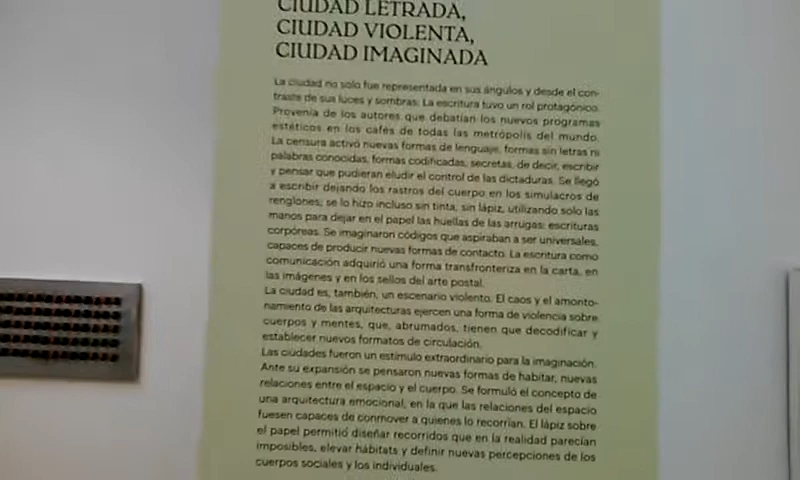 CIUDAD LETRADA,
CIUDAD VIOLENTA,
CIUDAD IMAGINADA
La ciudad no solo fue representada en sus ángulos y desde el con-
traste de sus luces y sombras. La escritura tuvo un rol protagónico.
Provenía de los autores que debatían los nuevos programas
estéticos en los cafés de todas las metrópolis del mundo.
La censura activó nuevas formas de lenguaje, formas sin letras ni
palabras conocidas, formas codificadas, secretas, de decir, escribir
y pensar que pudieran eludir el control de las dictaduras. Se llegó
a escribir dejando los rastros del cuerpo en los simulacros de
renglones; se lo hizo incluso sin tinta, sin lápiz, utilizando solo las
manos para dejar en el papel las huellas de las arrugas: escrituras
corpóreas. Se imaginaron códigos que aspiraban a ser universales,
capaces de producir nuevas formas de contacto. La escritura como
comunicación adquirió una forma transfronteriza en la carta, en
las imágenes y en los sellos del arte postal.
La ciudad es, también, un escenario violento. El caos y el amonto-
namiento de las arquitecturas ejercen una forma de violencia sobre
cuerpos y mentes, que, abrumados, tienen que decodificar y
establecer nuevos formatos de circulación.
Las ciudades fueron un estímulo extraordinario para la imaginación.
Ante su expansión se pensaron nuevas formas de habitar, nuevas
relaciones entre el espacio y el cuerpo. Se formuló el concepto de
una arquitectura emocional, en la que las relaciones del espacio
fuesen capaces de conmover a quienes lo recorrían. El lápiz sobre
el papel permitió diseñar recorridos que en la realidad parecían
imposibles, elevar hábitats y definir nuevas percepciones de los
cuerpos sociales y los individuales.